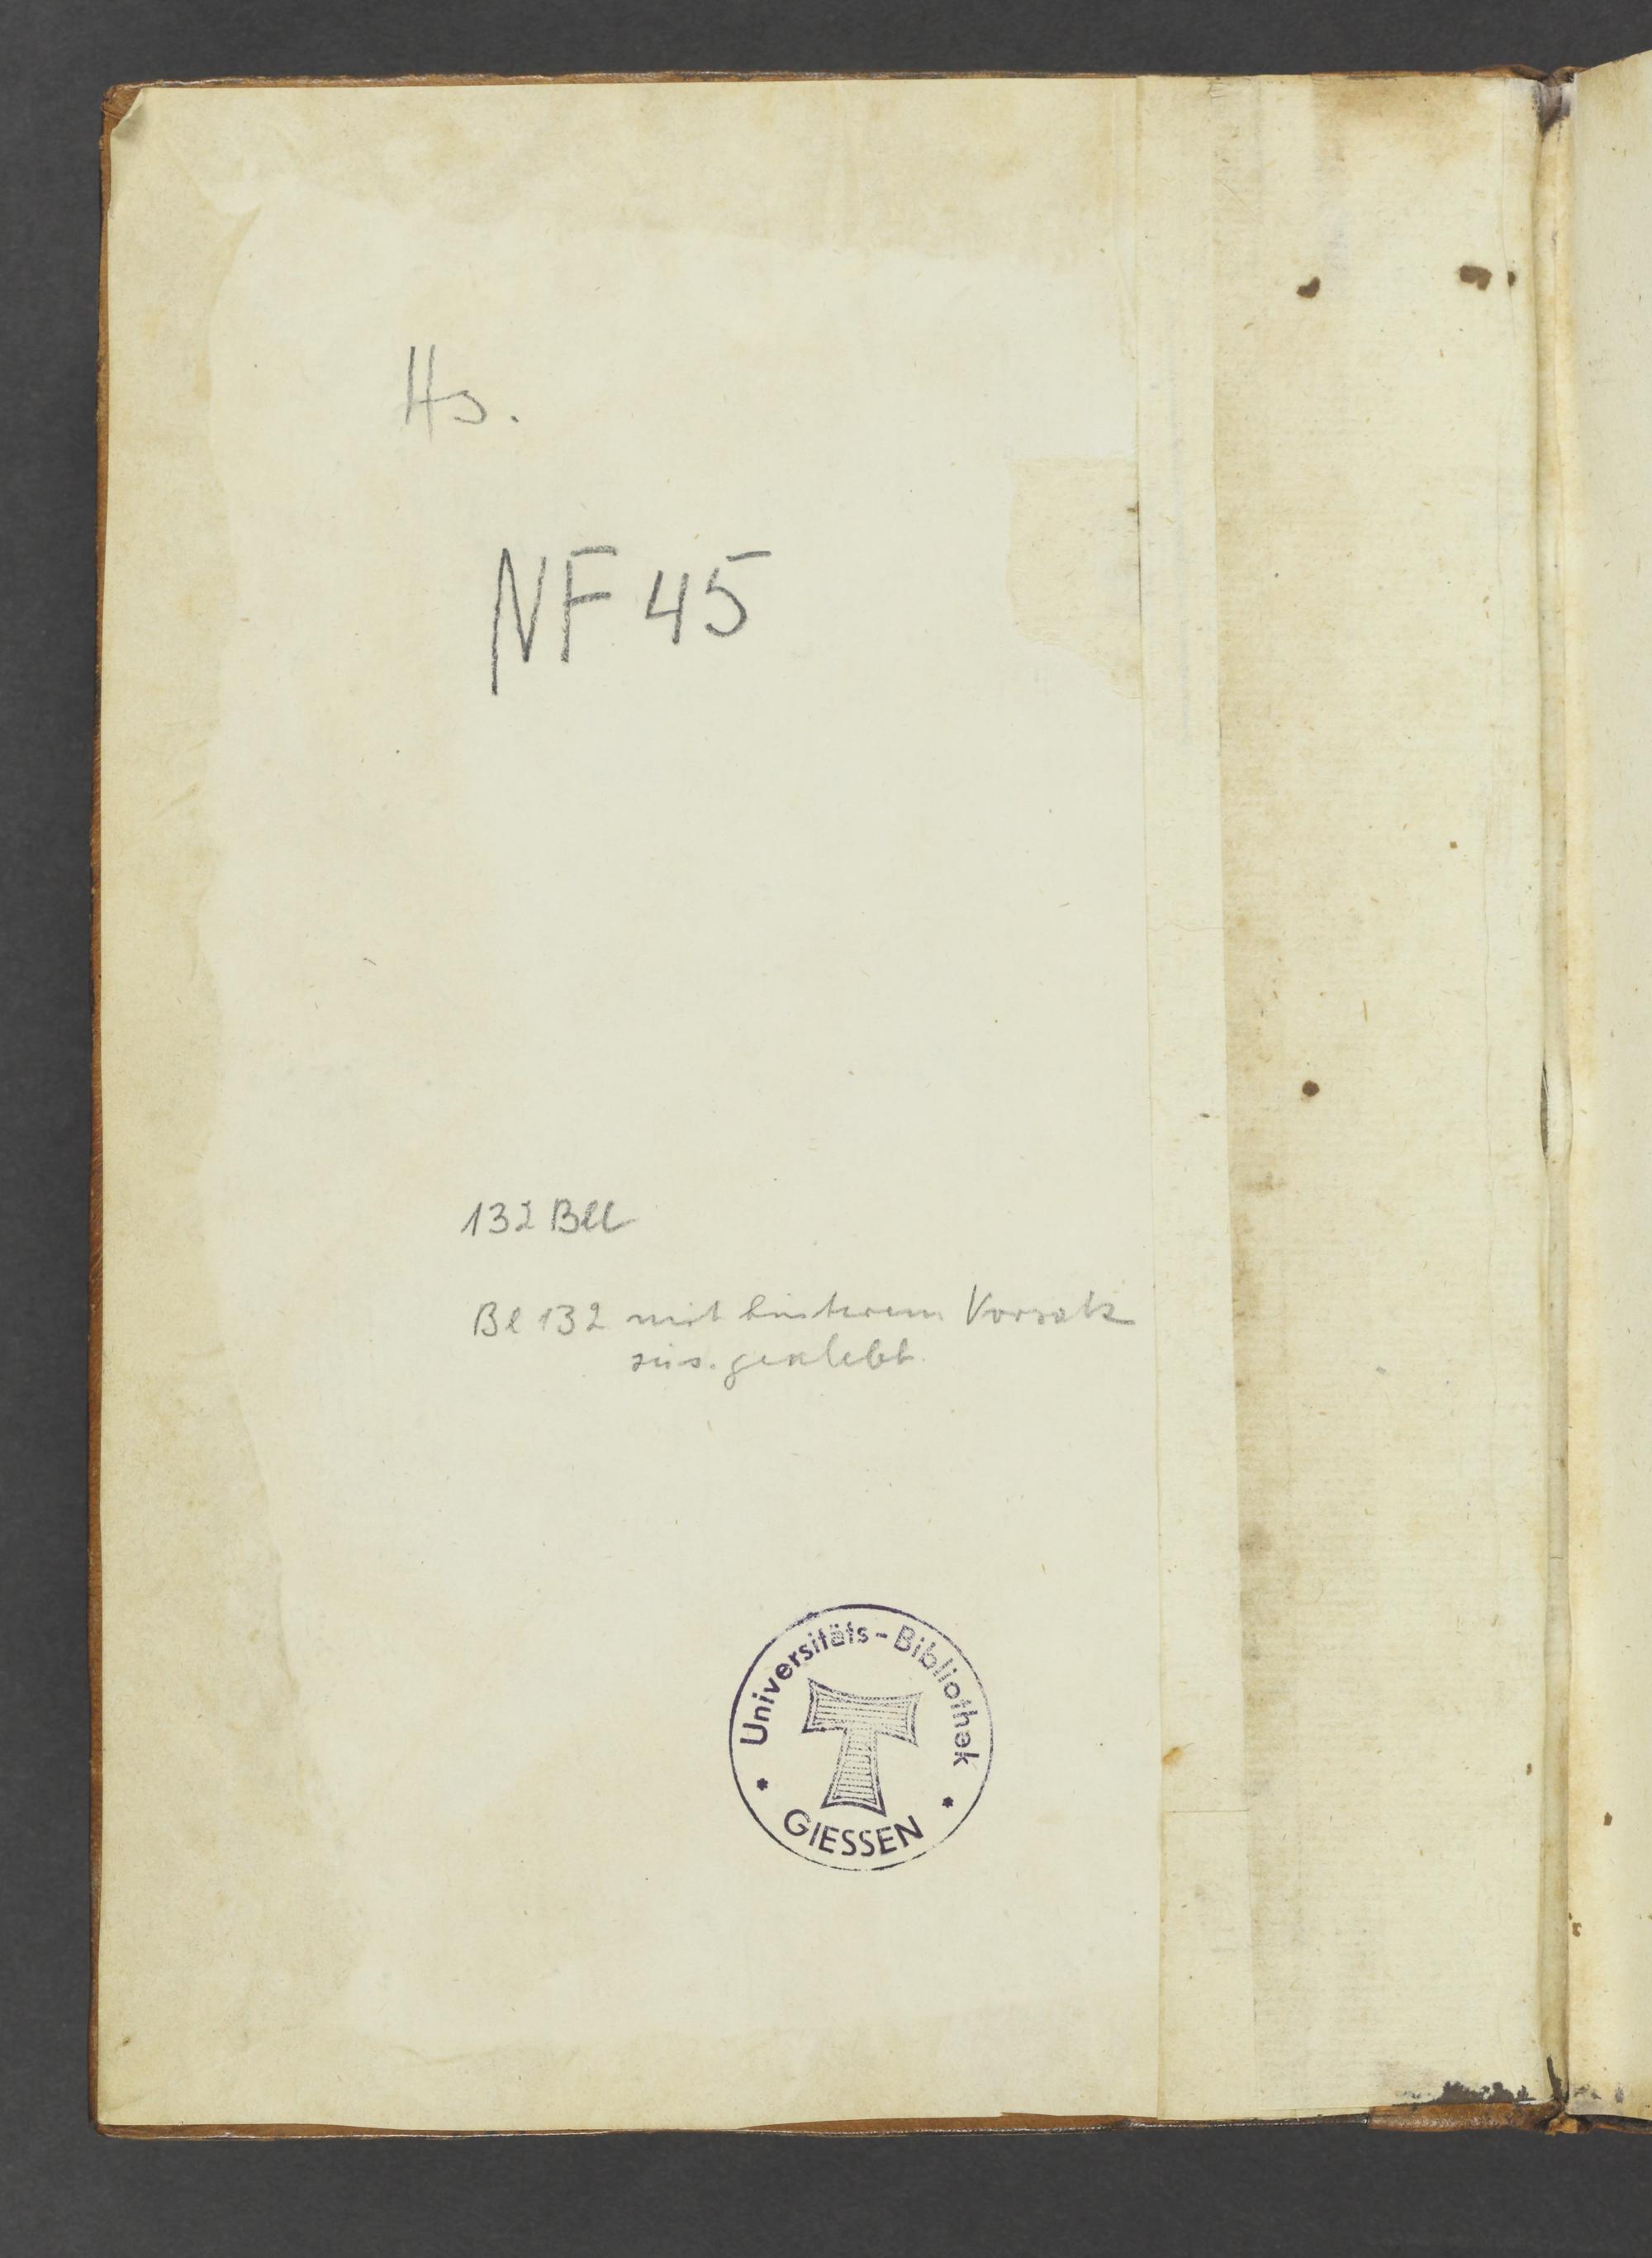 Hs.
NF 45
132 Bll
Bl 132 mit hinterem Vorsatz
zus. geklebt.
Universitäts-Bibliothek
GIESSEN